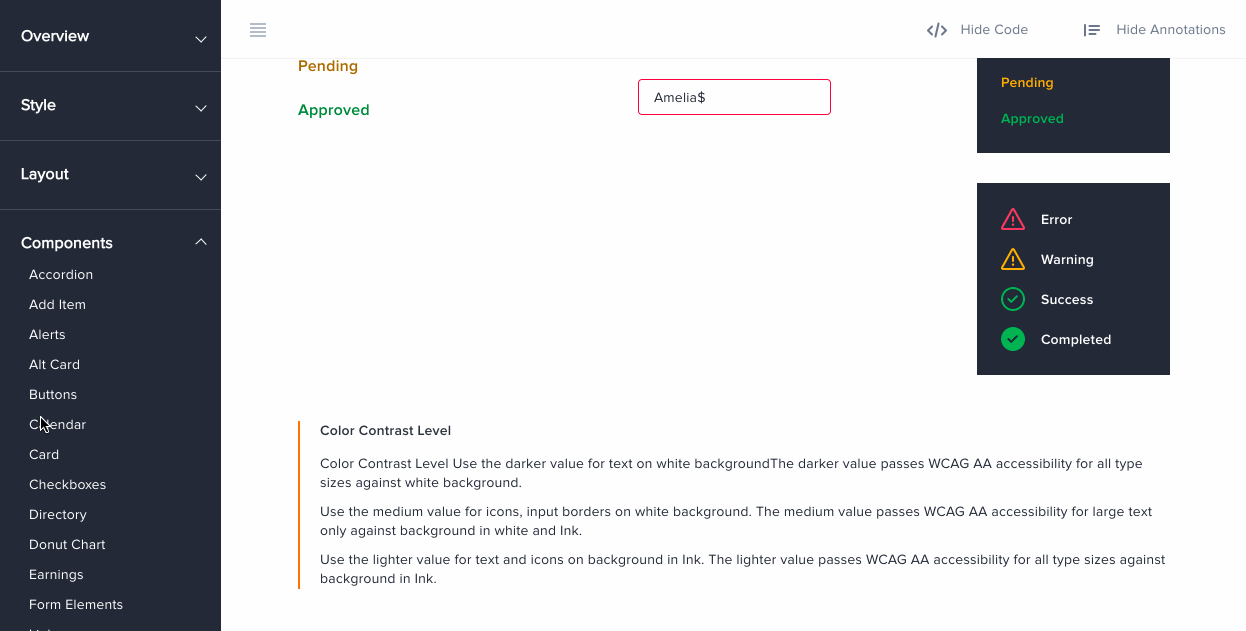 Overview
Style
Layout
Components
Accordion
Add Item
Alerts
Alt Card
Buttons
Calendar
Card
Checkboxes
Directory
Donut Chart
Earnings
Form Elements
</> Hide Code
Hide Annotations
Pending
Approved
Amelia$
Pending
Approved
Error
Warning
Success
Completed
Color Contrast Level
Color Contrast Level Use the darker value for text on white backgroundThe darker value passes WCAG AA accessibility for all type
sizes against white background.
Use the medium value for icons, input borders on white background. The medium value passes WCAG AA accessibility for large text
only against background in white and Ink.
Use the lighter value for text and icons on background in Ink. The lighter value passes WCAG AA accessibility for all type sizes against
background in Ink.